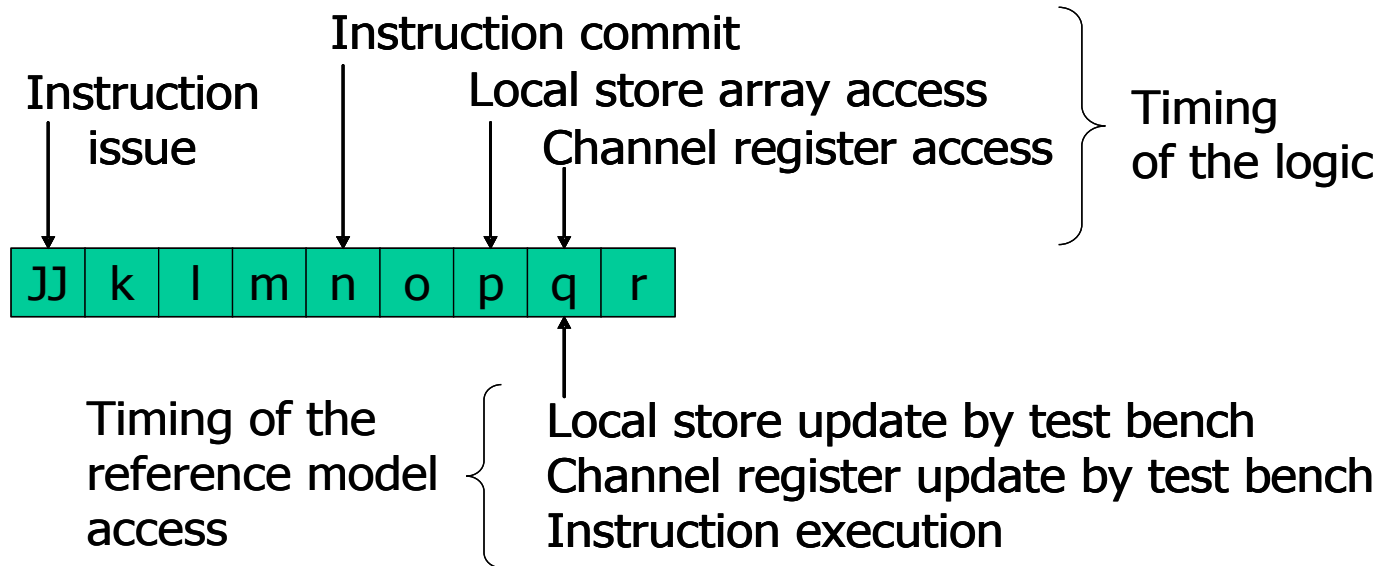 Instruction commit
Instruction
issue
Local store array access
Channel register access
Timing
of the logic
JJ k l m n o p q r
Timing of the
reference model
access
Local store update by test bench
Channel register update by test bench
Instruction execution